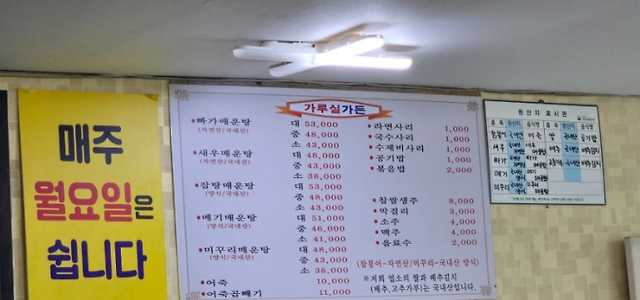 매주
월요일은
쉽니다
가루실가든
•빠가매운탕 대 53,000
(자연산/국내산) 중 48,000
소 43,000
•새우매운탕 대 48,000
(자연산/국내산) 중 43,000
소 38,000
•잡탕매운탕 대 53,000
(양식/국내산) 중 48,000
소 43,000
•메기매운탕 대 51,000
(양식/국내산) 중 46,000
소 41,000
•미꾸리매운탕 대 48,000
(양식/국내산) 중 43,000
소 38,000
•어죽 10,000
•어죽곱빼기 11,000
•라면사리 1,000
•국수사리 1,000
•수제비사리 2,000
•공기밥 1,000
•볶음밥 2,000
•찹쌀생주 8,000
•막걸리 3,000
•소주 4,000
•맥주 4,000
•음료수 2,000
(참붕어-자연산/미꾸리-국내산 양식)
※저희 업소의 쌀과 배추김치
(배추,고추가루)는 국내산입니다.
원산지 표시판